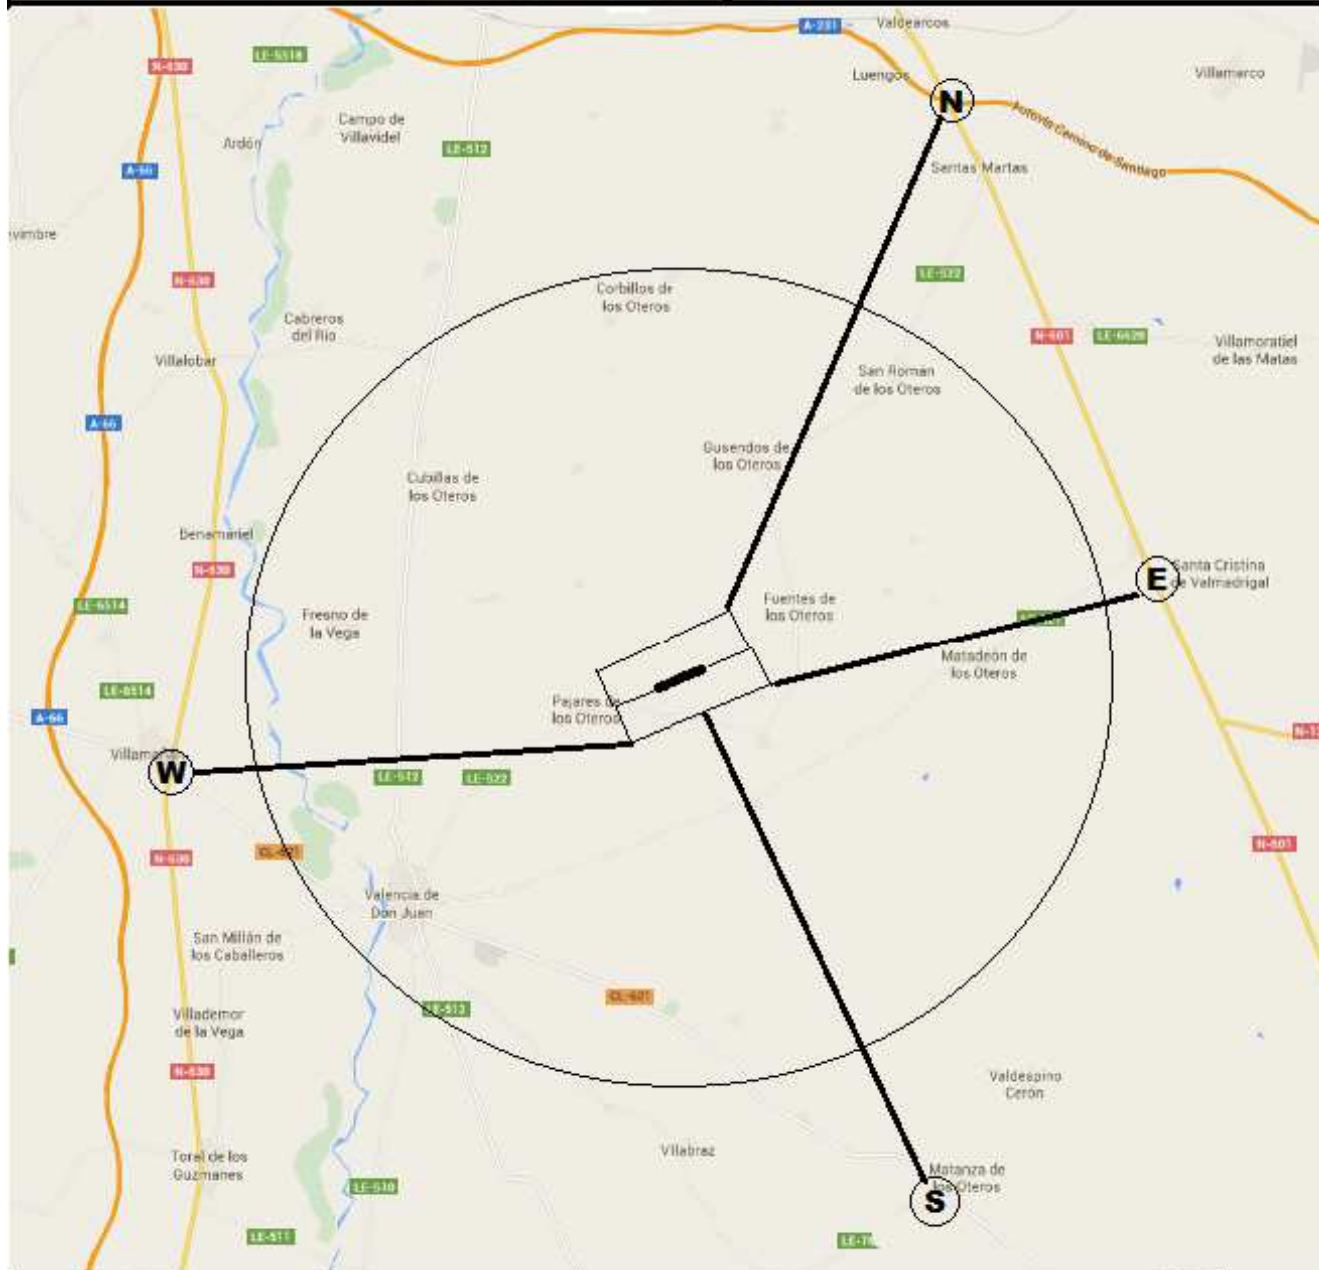 A-231
Valdearcos
N-630
LE-5516
Luengos
Villamarco
N
Campo de
Villavidel
Autovía Camino de Santiago
Ardón
LE-512
A-66
Santas Martas
N-630
LE-522
Corbillos de
los Oteros
Cabreros
del Río
N-601
LE-6620
Villamoratiel
de las Matas
Villalobar
San Román
de los Oteros
A-66
Gusendos de
los Oteros
Cubillas de
los Oteros
Benamariel
N-630
E
Santa Cristina
de Valmadrigal
LE-6514
Fresno de
la Vega
Fuentes de
los Oteros
Matadeón de
los Oteros
LE-6514
Pajares de
los Oteros
A-66
W
LE-512
LE-522
N-630
CL-621
N-601
Valencia de
Don Juan
San Millán de
los Caballeros
CL-621
LE-513
Villademor
de la Vega
N-630
Valdespino
Cerón
Villabraz
Toral de los
Guzmanes
Matanza de
los Oteros
LE-510
S
LE-511